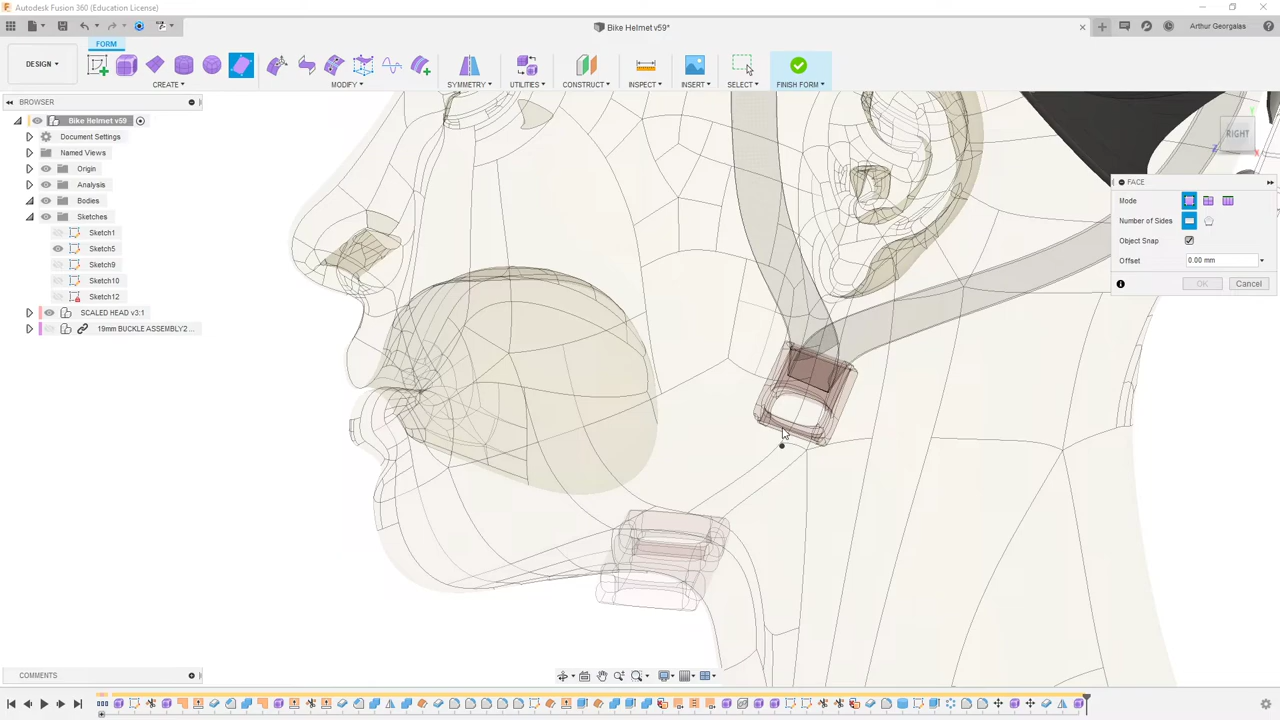 Autodesk Fusion 360 (Education License)
Bike Helmet v59*
Arthur Georgalas
DESIGN
FORM
CREATE
MODIFY
SYMMETRY
UTILITIES
CONSTRUCT
INSPECT
INSERT
SELECT
FINISH FORM
BROWSER
Bike Helmet v59
Document Settings
Named Views
Origin
Analysis
Bodies
Sketches
Sketch1
Sketch5
Sketch9
Sketch10
Sketch12
SCALED HEAD v3:1
19mm BUCKLE ASSEMBLY2...
RIGHT
Y
Z
X
FACE
Mode
Number of Sides
Object Snap
Offset
0.00 mm
OK
Cancel
COMMENTS